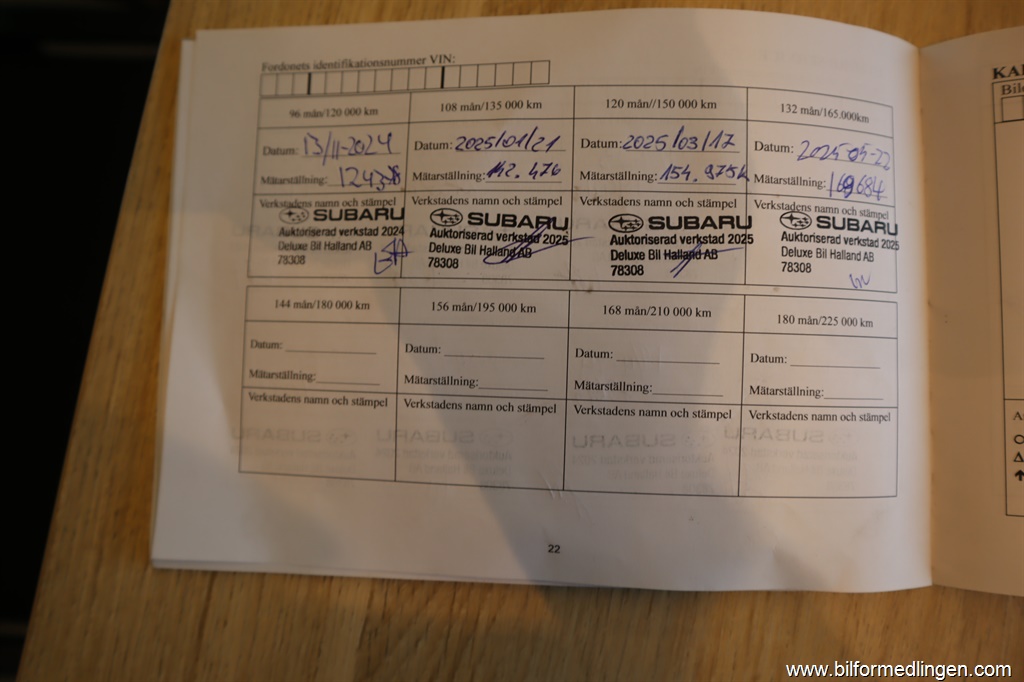 Fordonets identifikationsnummer VIN:
96 mån/120 000 km
108 mån/135 000 km
120 mån//150 000 km
132 mån/165.000km
Datum: 13/11-2024
Datum: 2025/01/21
Datum: 2025/03/17
Datum: 2025-05-22
Mätarställning:
Mätarställning: 142. 476
Mätarställning: 154. 975k
Mätarställning: 169684
Verkstadens namn och stämpel
Verkstadens namn och stämpel
Verkstadens namn och stämpel
Verkstadens namn och stämpel
SUBARU
SUBARU
SUBARU
SUBARU
Auktoriserad verkstad 2024
Auktoriserad verkstad 2025
Auktoriserad verkstad 2025
Auktoriserad verkstad 2025
Deluxe Bil Halland AB
Deluxe Bil Halland AB
Deluxe Bil Halland AB
Deluxe Bil Halland AB
78308
78308
78308
78308
144 mån/180 000 km
156 mån/195 000 km
168 mån/210 000 km
180 mån/225 000 km
Datum:
Datum:
Datum:
Datum:
Mätarställning:
Mätarställning:
Mätarställning:
Mätarställning:
Verkstadens namn och stämpel
Verkstadens namn och stämpel
Verkstadens namn och stämpel
Verkstadens namn och stämpel
22
www.bilformedlingen.com